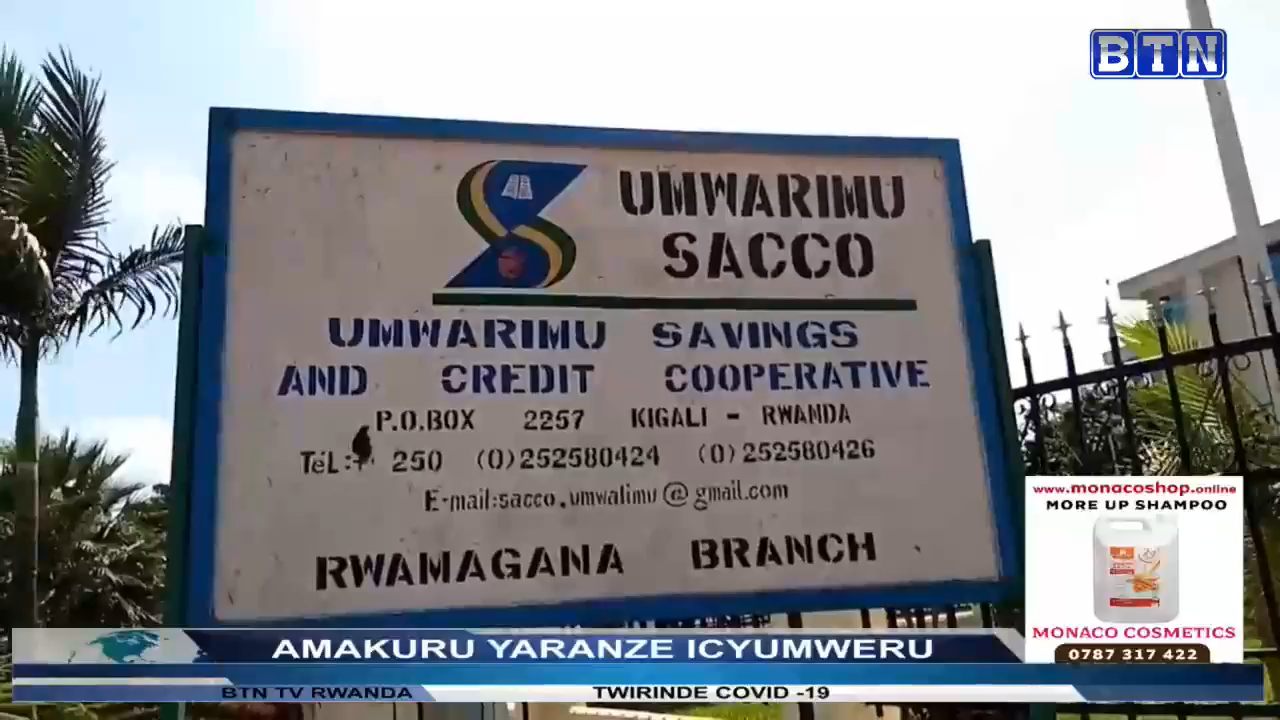 BTN
UMWARIMU
SACCO
UMWARIMU SAVINGS
AND CREDIT COOPERATIVE
P.O.BOX 2257 KIGALI - RWANDA
TéL:+ 250 (0)252580424 (0)252580426
E-mail:sacco.umwalimu@gmail.com
RWAMAGANA BRANCH
www.monacoshop.online
MORE UP SHAMPOO
MONACO COSMETICS
0787 317 422
AMAKURU YARANZE ICYUMWERU
BTN TV RWANDA TWIRINDE COVID -19